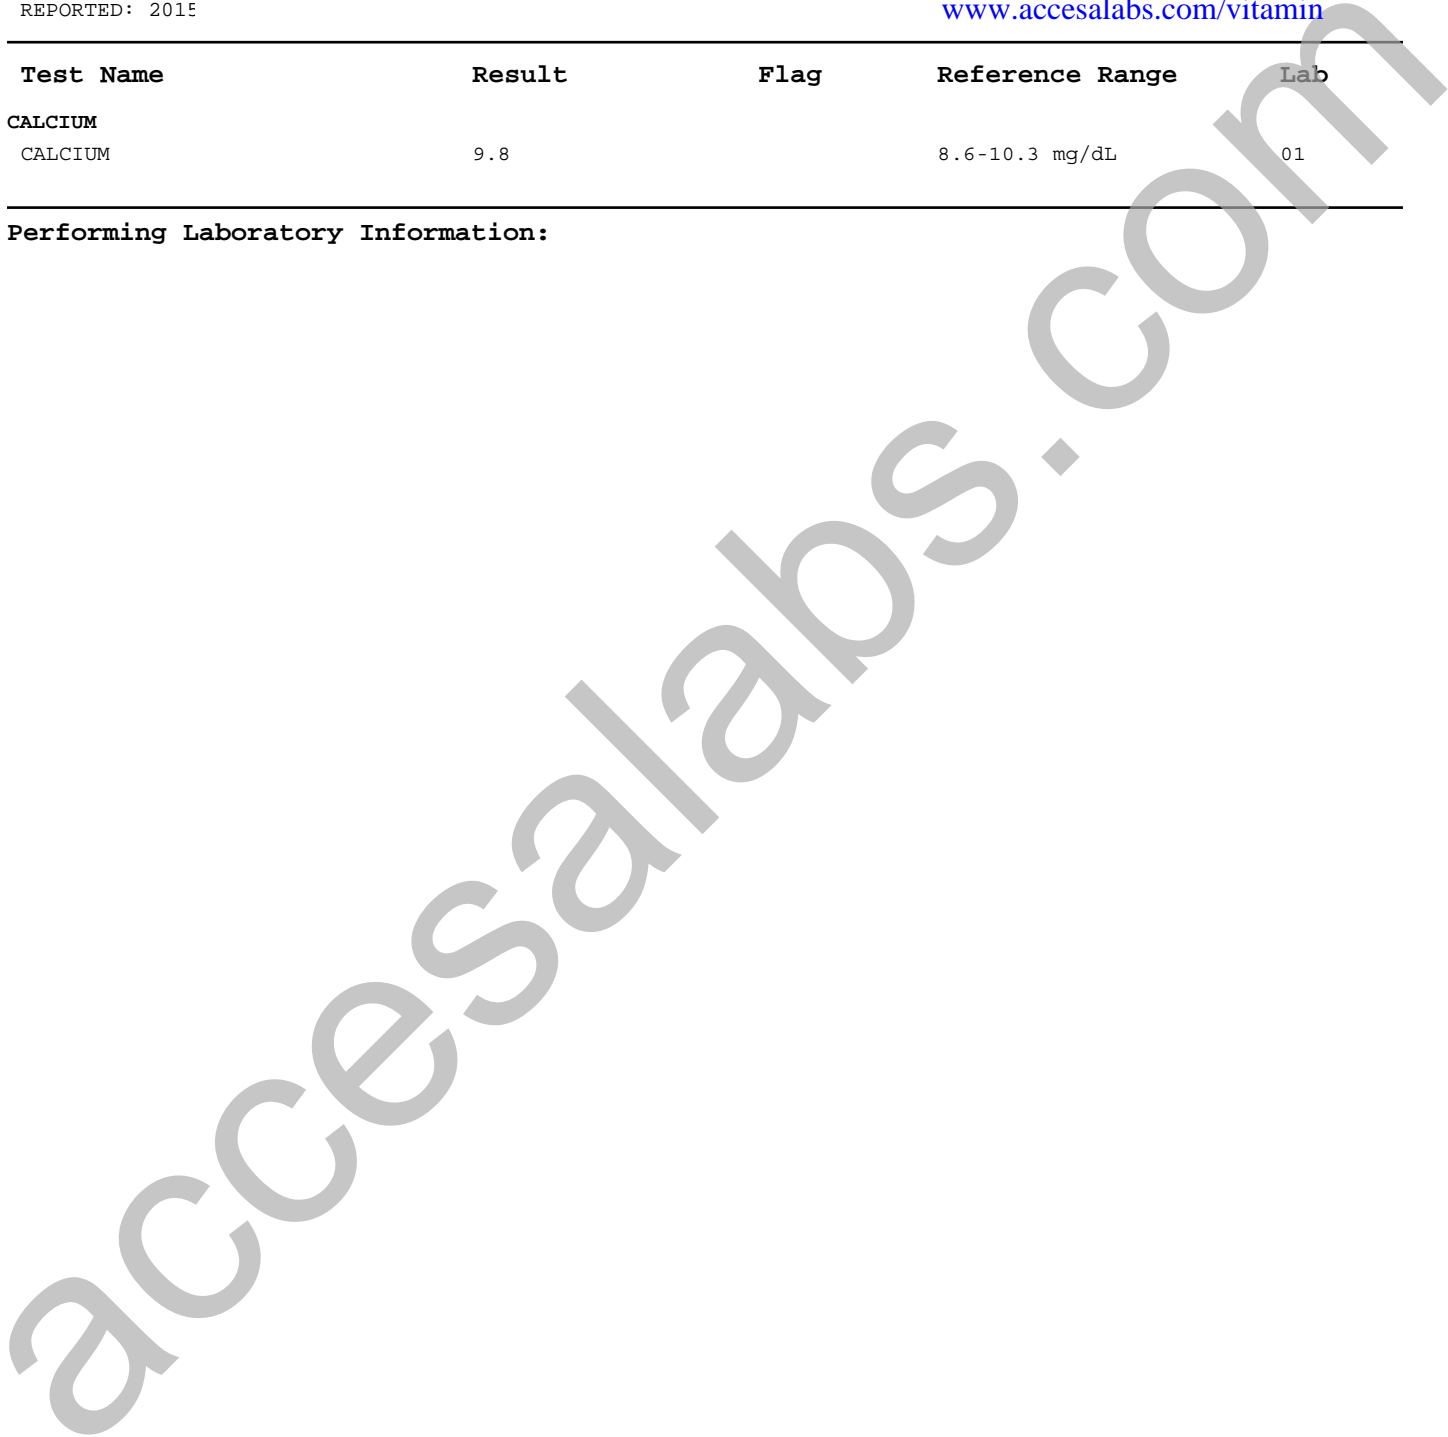 REPORTED: 2015 www.accesalabs.com/vitamin
Test Name Result Flag Reference Range Lab
CALCIUM
CALCIUM 9.8 8.6-10.3 mg/dL 01
Performing Laboratory Information:
accesalabs.com